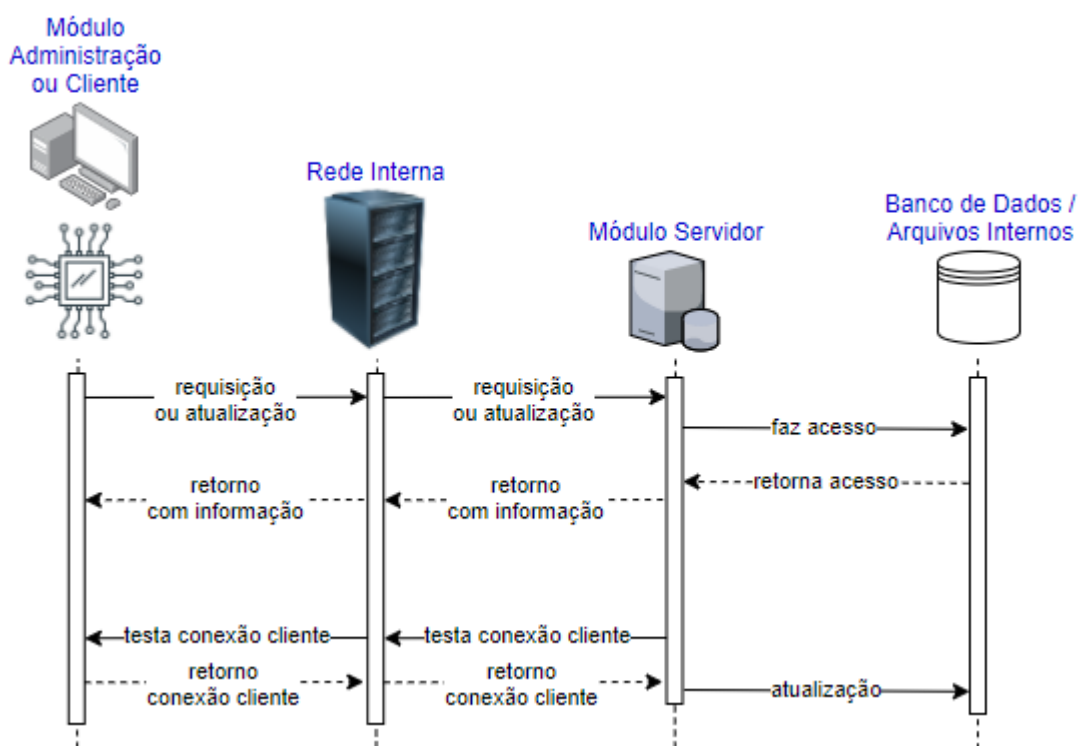 Módulo
Administração
ou Cliente
Rede Interna
Módulo Servidor
Banco de Dados /
Arquivos Internos
requisição
ou atualização
requisição
ou atualização
faz acesso
retorna acesso
retorno
com informação
retorno
com informação
testa conexão cliente
testa conexão cliente
retorno
conexão cliente
retorno
conexão cliente
atualização